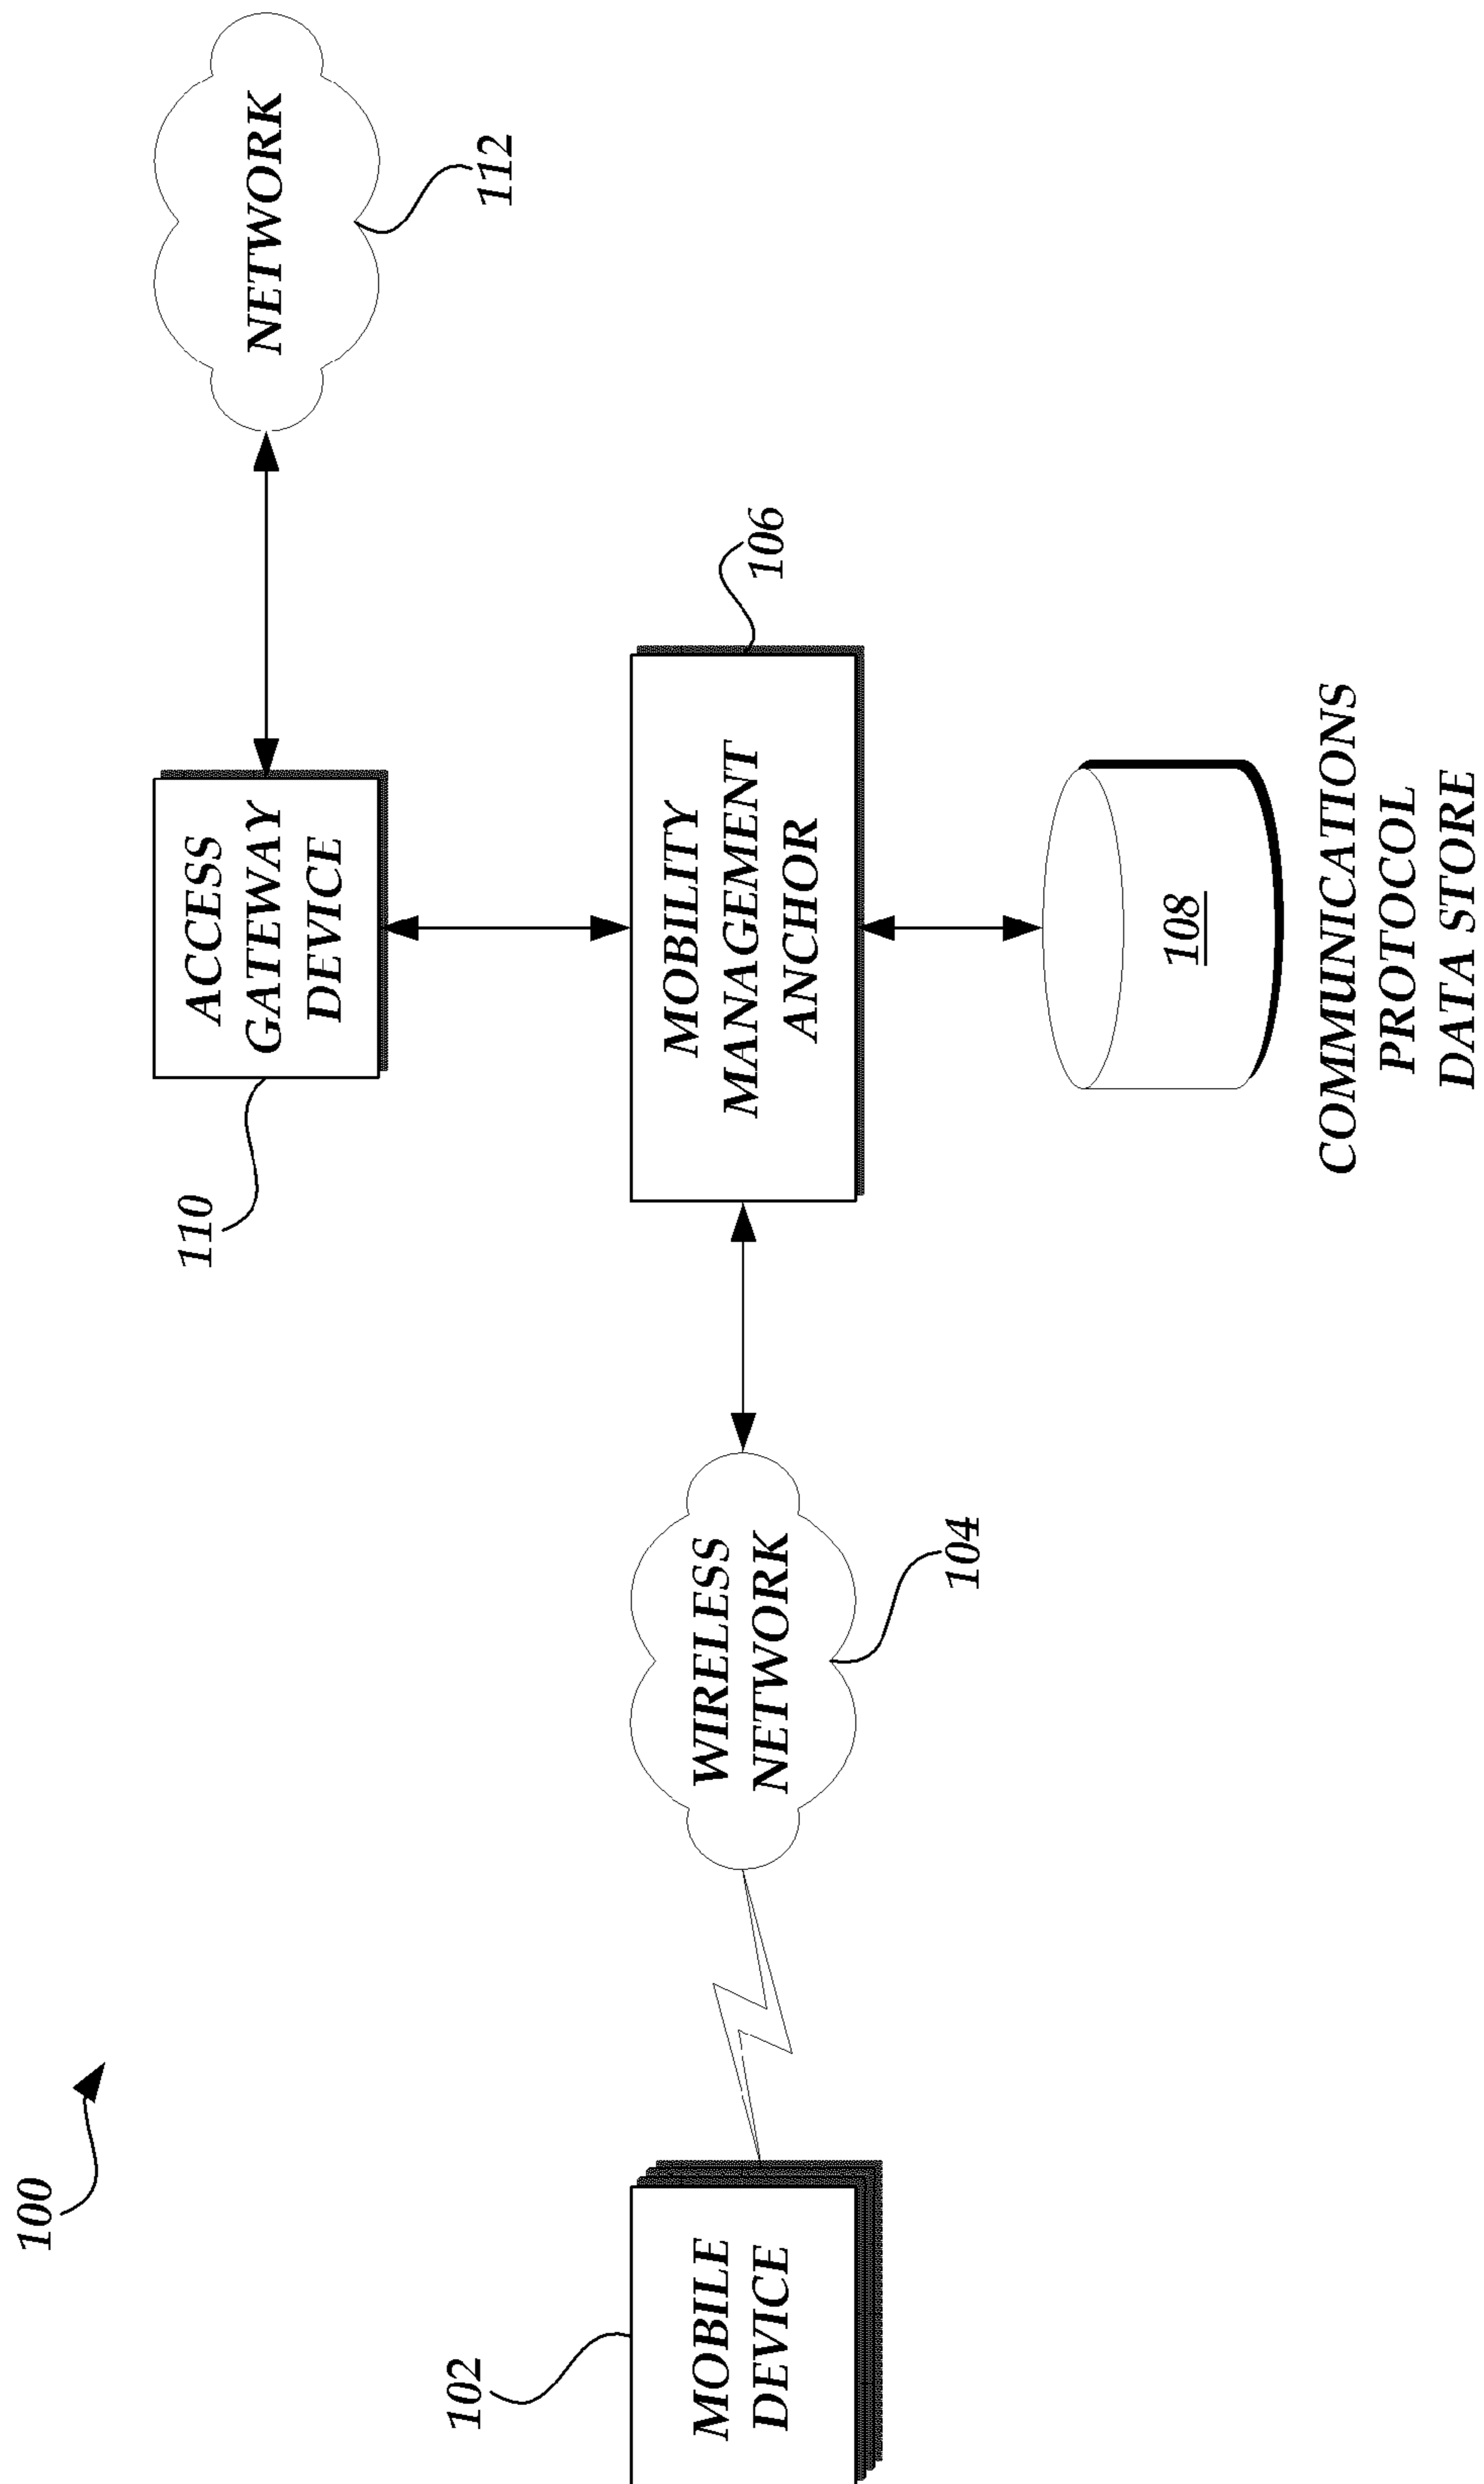 100
110
ACCESS
GATEWAY
DEVICE
NETWORK
112
102
MOBILE
DEVICE
WIRELESS
NETWORK
104
MOBILITY
MANAGEMENT
ANCHOR
106
108
COMMUNICATIONS
PROTOCOL
DATA STORE